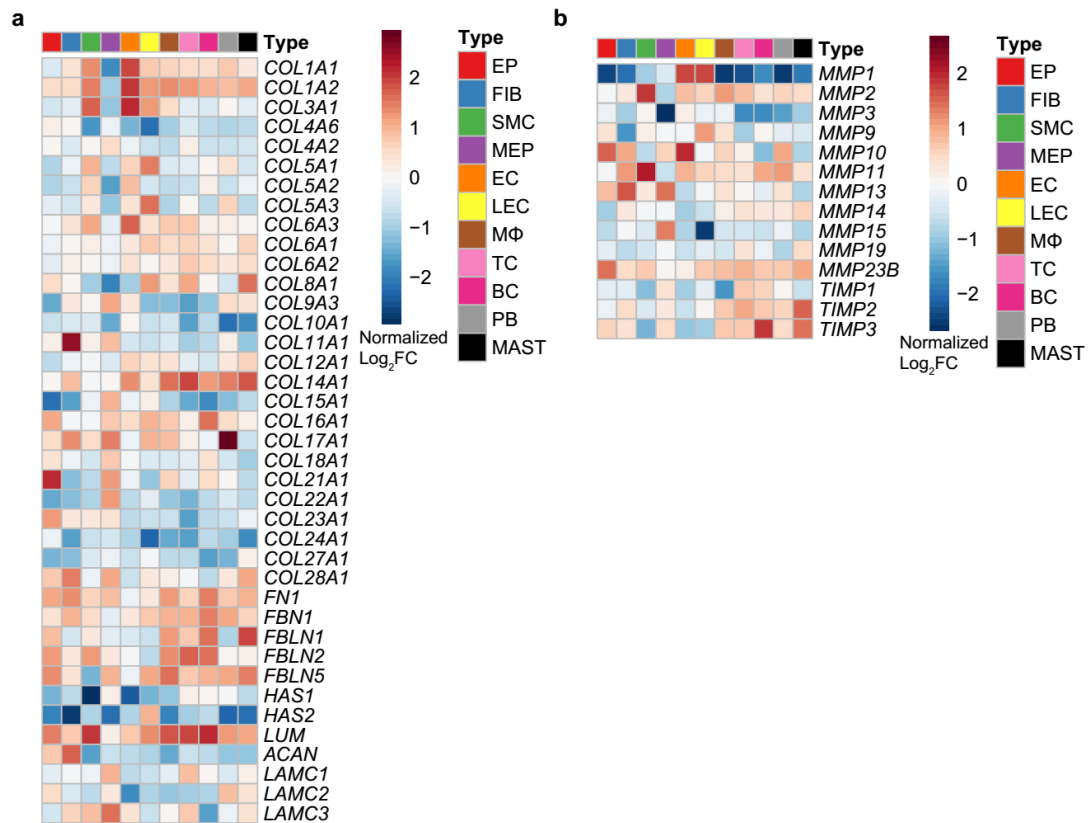 a
Type
COL1A1
COL1A2
COL3A1
COL4A6
COL4A2
COL5A1
COL5A2
COL5A3
COL6A3
COL6A1
COL6A2
COL8A1
COL9A3
COL10A1
COL11A1
COL12A1
COL14A1
COL15A1
COL16A1
COL17A1
COL18A1
COL21A1
COL22A1
COL23A1
COL24A1
COL27A1
COL28A1
FN1
FBN1
FBLN1
FBLN2
FBLN5
HAS1
HAS2
LUM
ACAN
LAMC1
LAMC2
LAMC3
2
1
0
−1
−2
Normalized
Log₂FC
Type
EP
FIB
SMC
MEP
EC
LEC
MΦ
TC
BC
PB
MAST
b
Type
MMP1
MMP2
MMP3
MMP9
MMP10
MMP11
MMP13
MMP14
MMP15
MMP19
MMP23B
TIMP1
TIMP2
TIMP3
2
1
0
−1
−2
Normalized
Log₂FC
Type
EP
FIB
SMC
MEP
EC
LEC
MΦ
TC
BC
PB
MAST